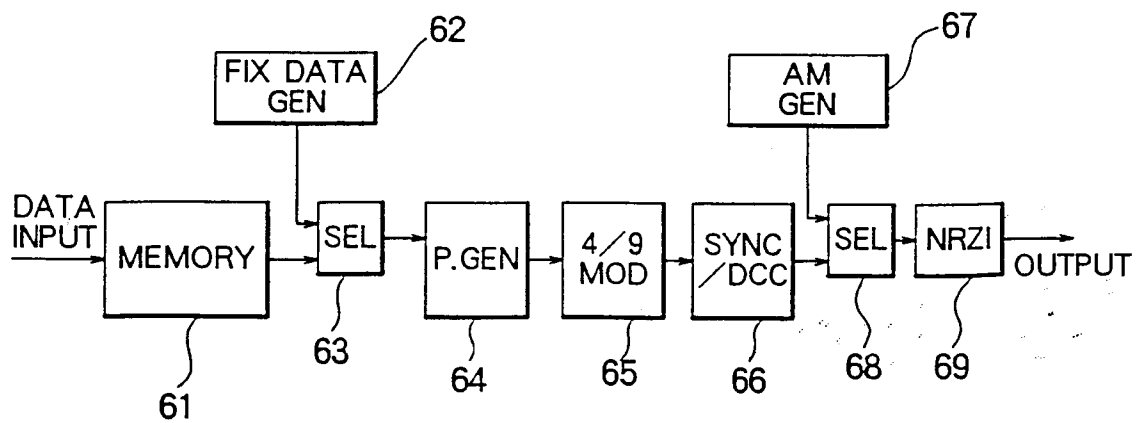 62
67
FIX DATA
GEN
AM
GEN
DATA
INPUT
MEMORY
SEL
P.GEN
4/9
MOD
SYNC
/DCC
SEL
NRZI
OUTPUT
61
63
64
65
66
68
69